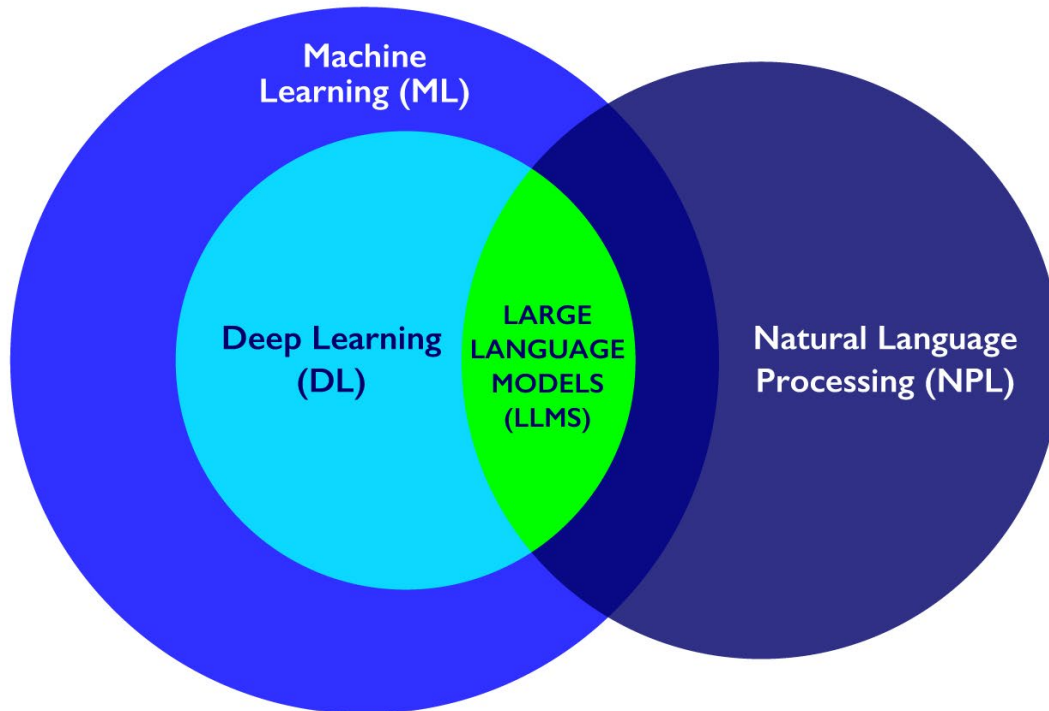 Machine
Learning (ML)
Deep Learning
(DL)
LARGE
LANGUAGE
MODELS
(LLMS)
Natural Language
Processing (NPL)